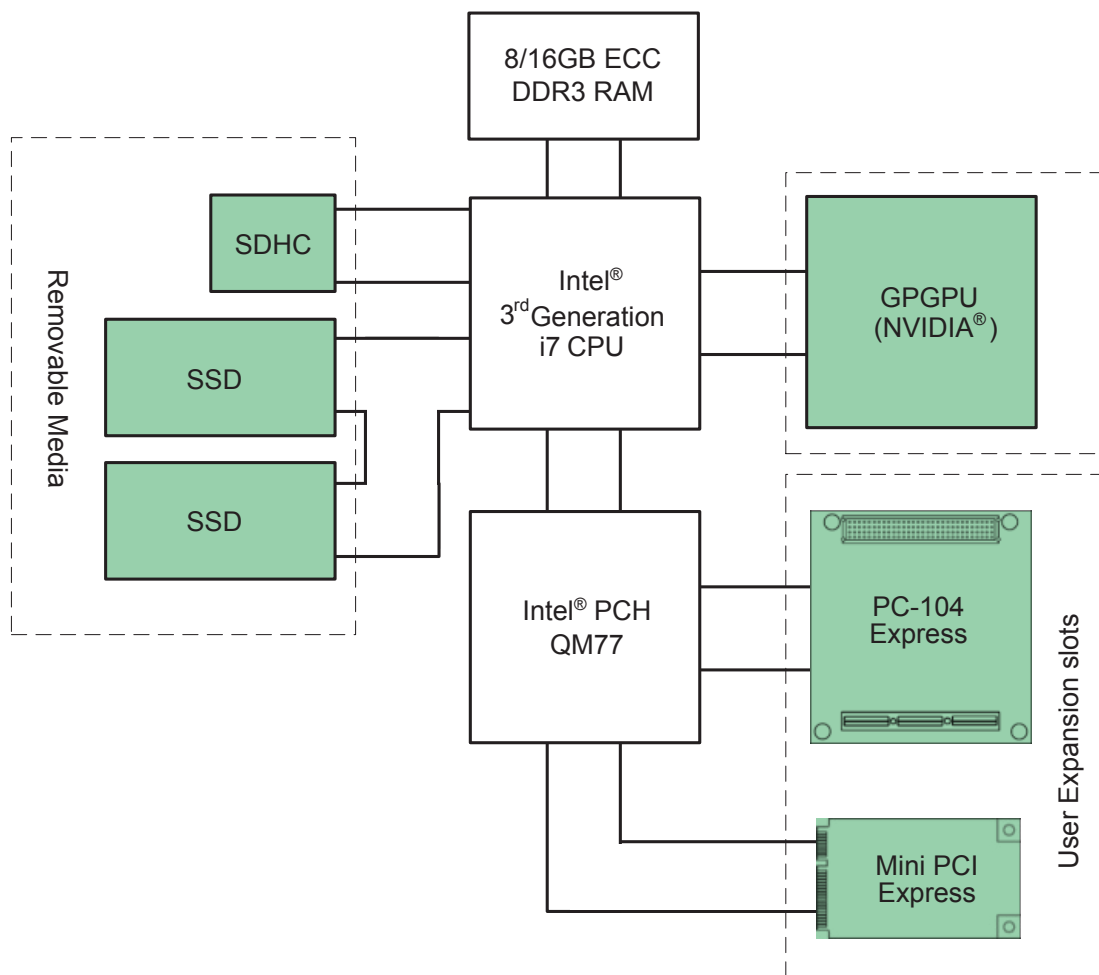 8/16GB ECC
DDR3 RAM
Removable Media
SDHC
SSD
SSD
Intel®
3rdGeneration
i7 CPU
GPGPU
(NVIDIA®)
Intel® PCH
QM77
PC-104
Express
Mini PCI
Express
User Expansion slots